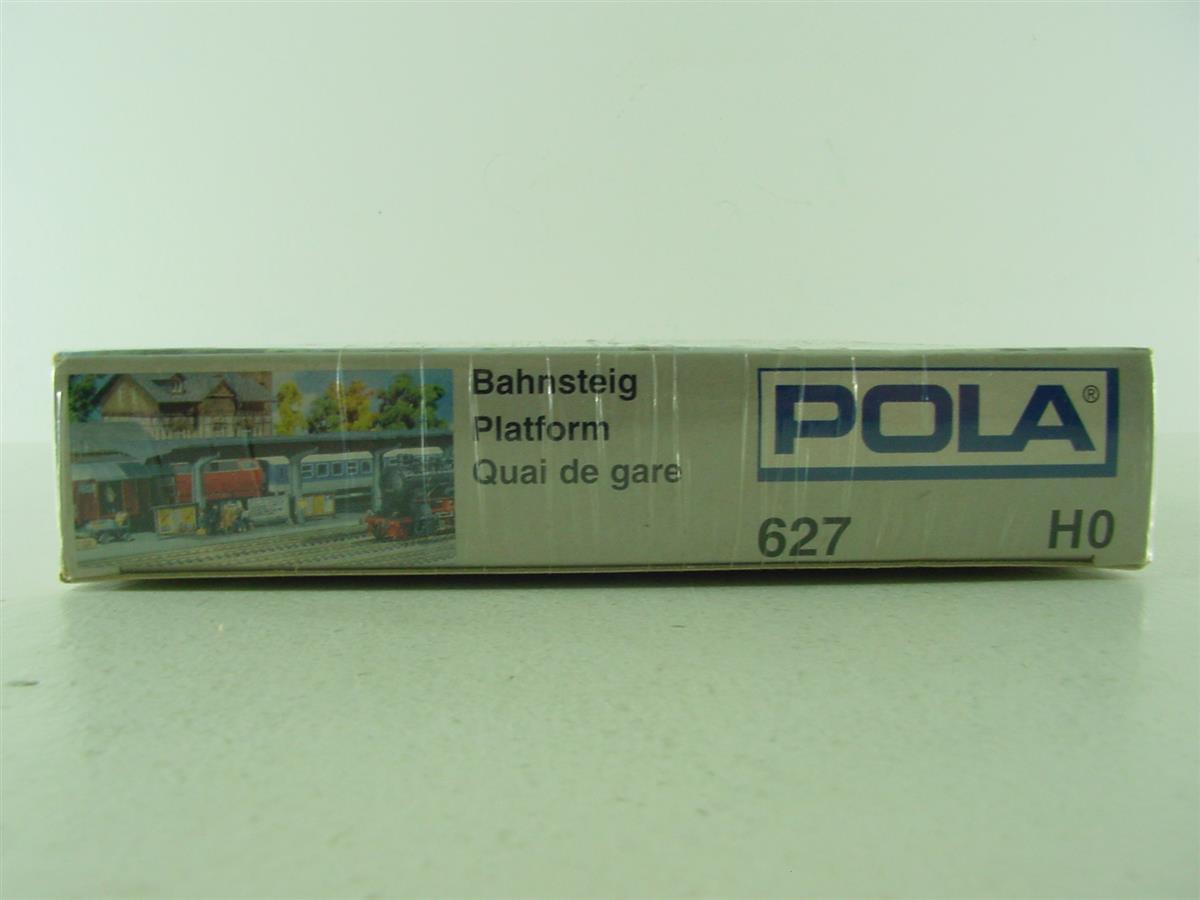 Bahnsteig
Platform
Quai de gare
POLA®
627 H0